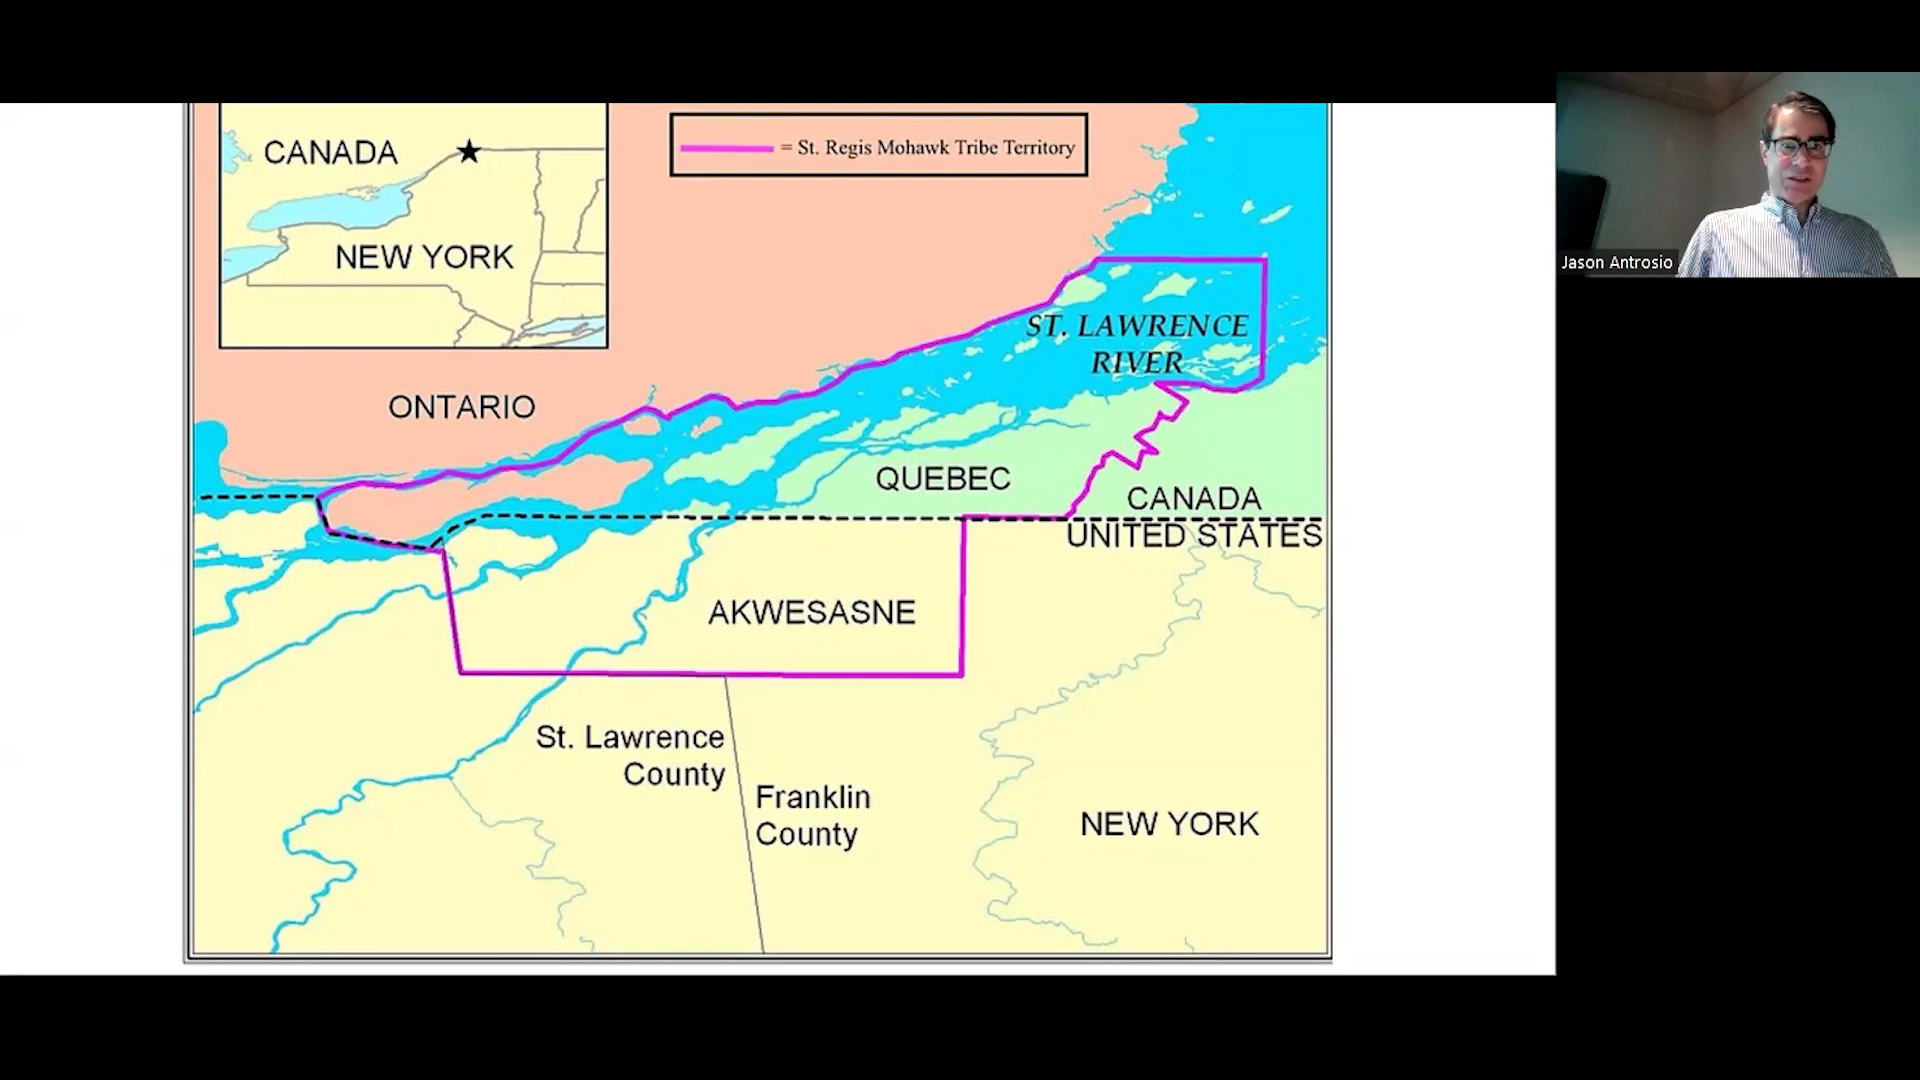 CANADA
NEW YORK
= St. Regis Mohawk Tribe Territory
Jason Antrosio
ST. LAWRENCE
RIVER
ONTARIO
QUEBEC
CANADA
UNITED STATES
AKWESASNE
St. Lawrence
County
Franklin
County
NEW YORK